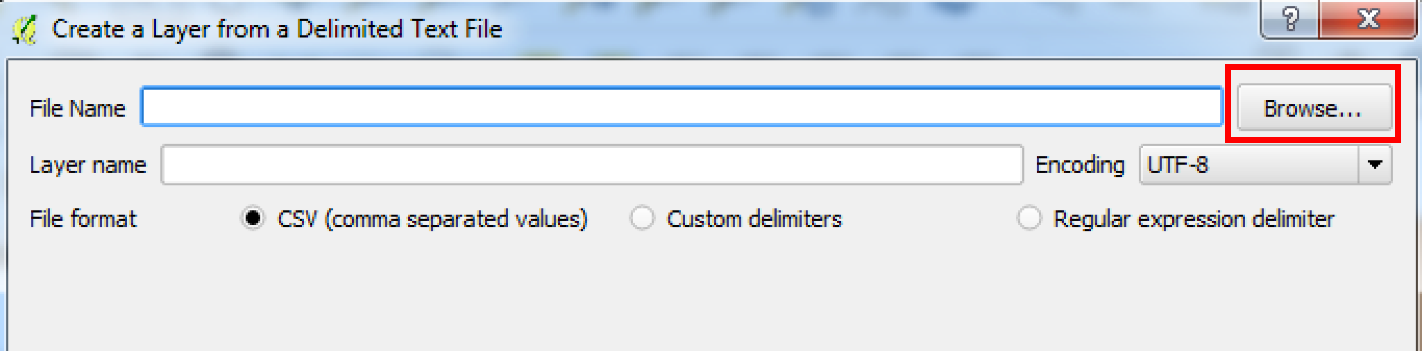 Create a Layer from a Delimited Text File
File Name Browse...
Layer name Encoding UTF-8
File format CSV (comma separated values) Custom delimiters Regular expression delimiter